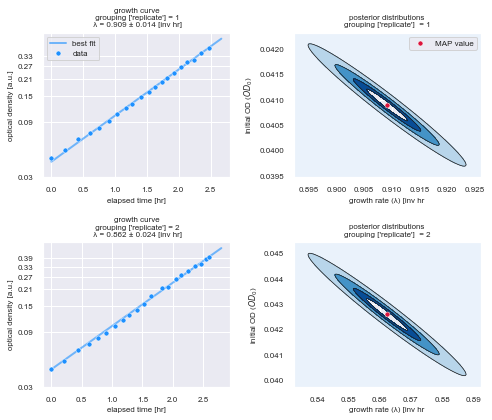 growth curve
grouping ['replicate'] = 1
λ = 0.909 ± 0.014 [inv hr]
best fit
data
0.33
0.27
0.21
0.15
0.09
0.03
optical density [a.u.]
0.0 0.5 1.0 1.5 2.0 2.5
elapsed time [hr]
posterior distributions
grouping ['replicate'] = 1
MAP value
0.0420
0.0415
0.0410
0.0405
0.0400
0.0395
initial OD (OD₀)
0.895 0.900 0.905 0.910 0.915 0.920 0.925
growth rate (λ) [inv hr
growth curve
grouping ['replicate'] = 2
λ = 0.862 ± 0.024 [inv hr]
0.39
0.33
0.27
0.21
0.15
0.09
0.03
optical density [a.u.]
0.0 0.5 1.0 1.5 2.0 2.5
elapsed time [hr]
posterior distributions
grouping ['replicate'] = 2
0.045
0.044
0.043
0.042
0.041
0.040
initial OD (OD₀)
0.84 0.85 0.86 0.87 0.88 0.89
growth rate (λ) [inv hr